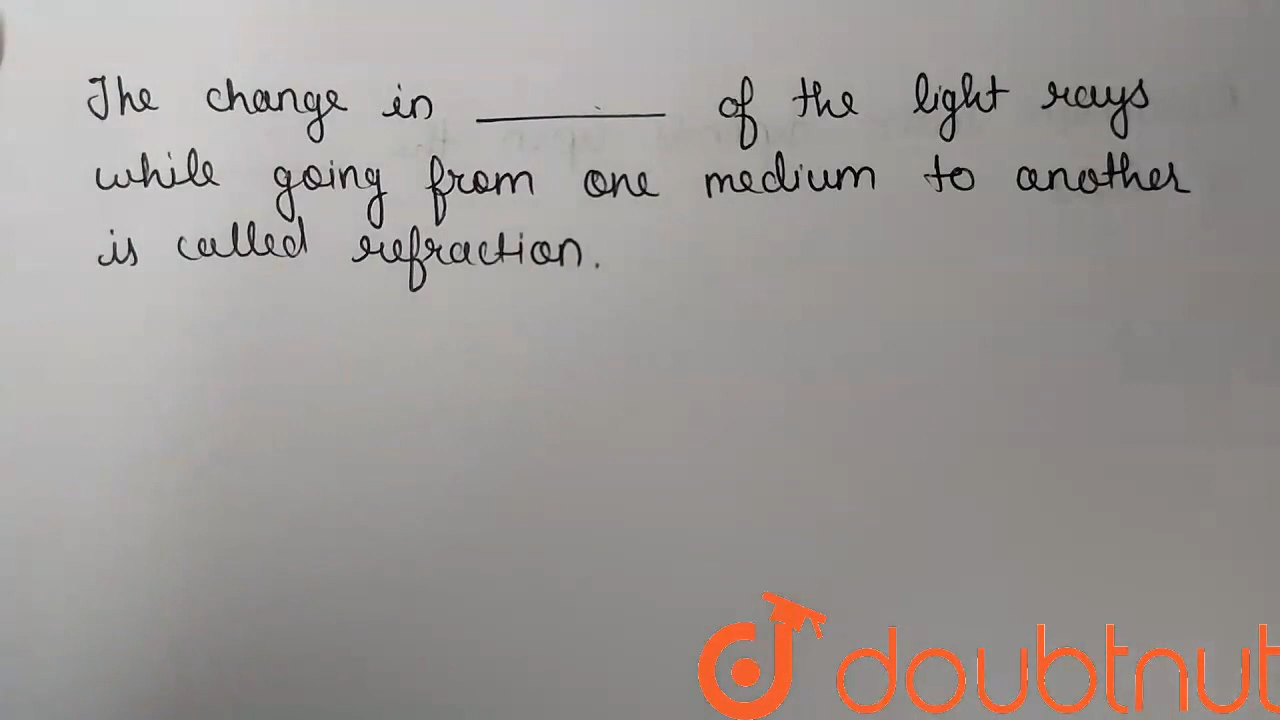 The change in ________ of the light rays
while going from one medium to another
is called refraction.
doubtnut